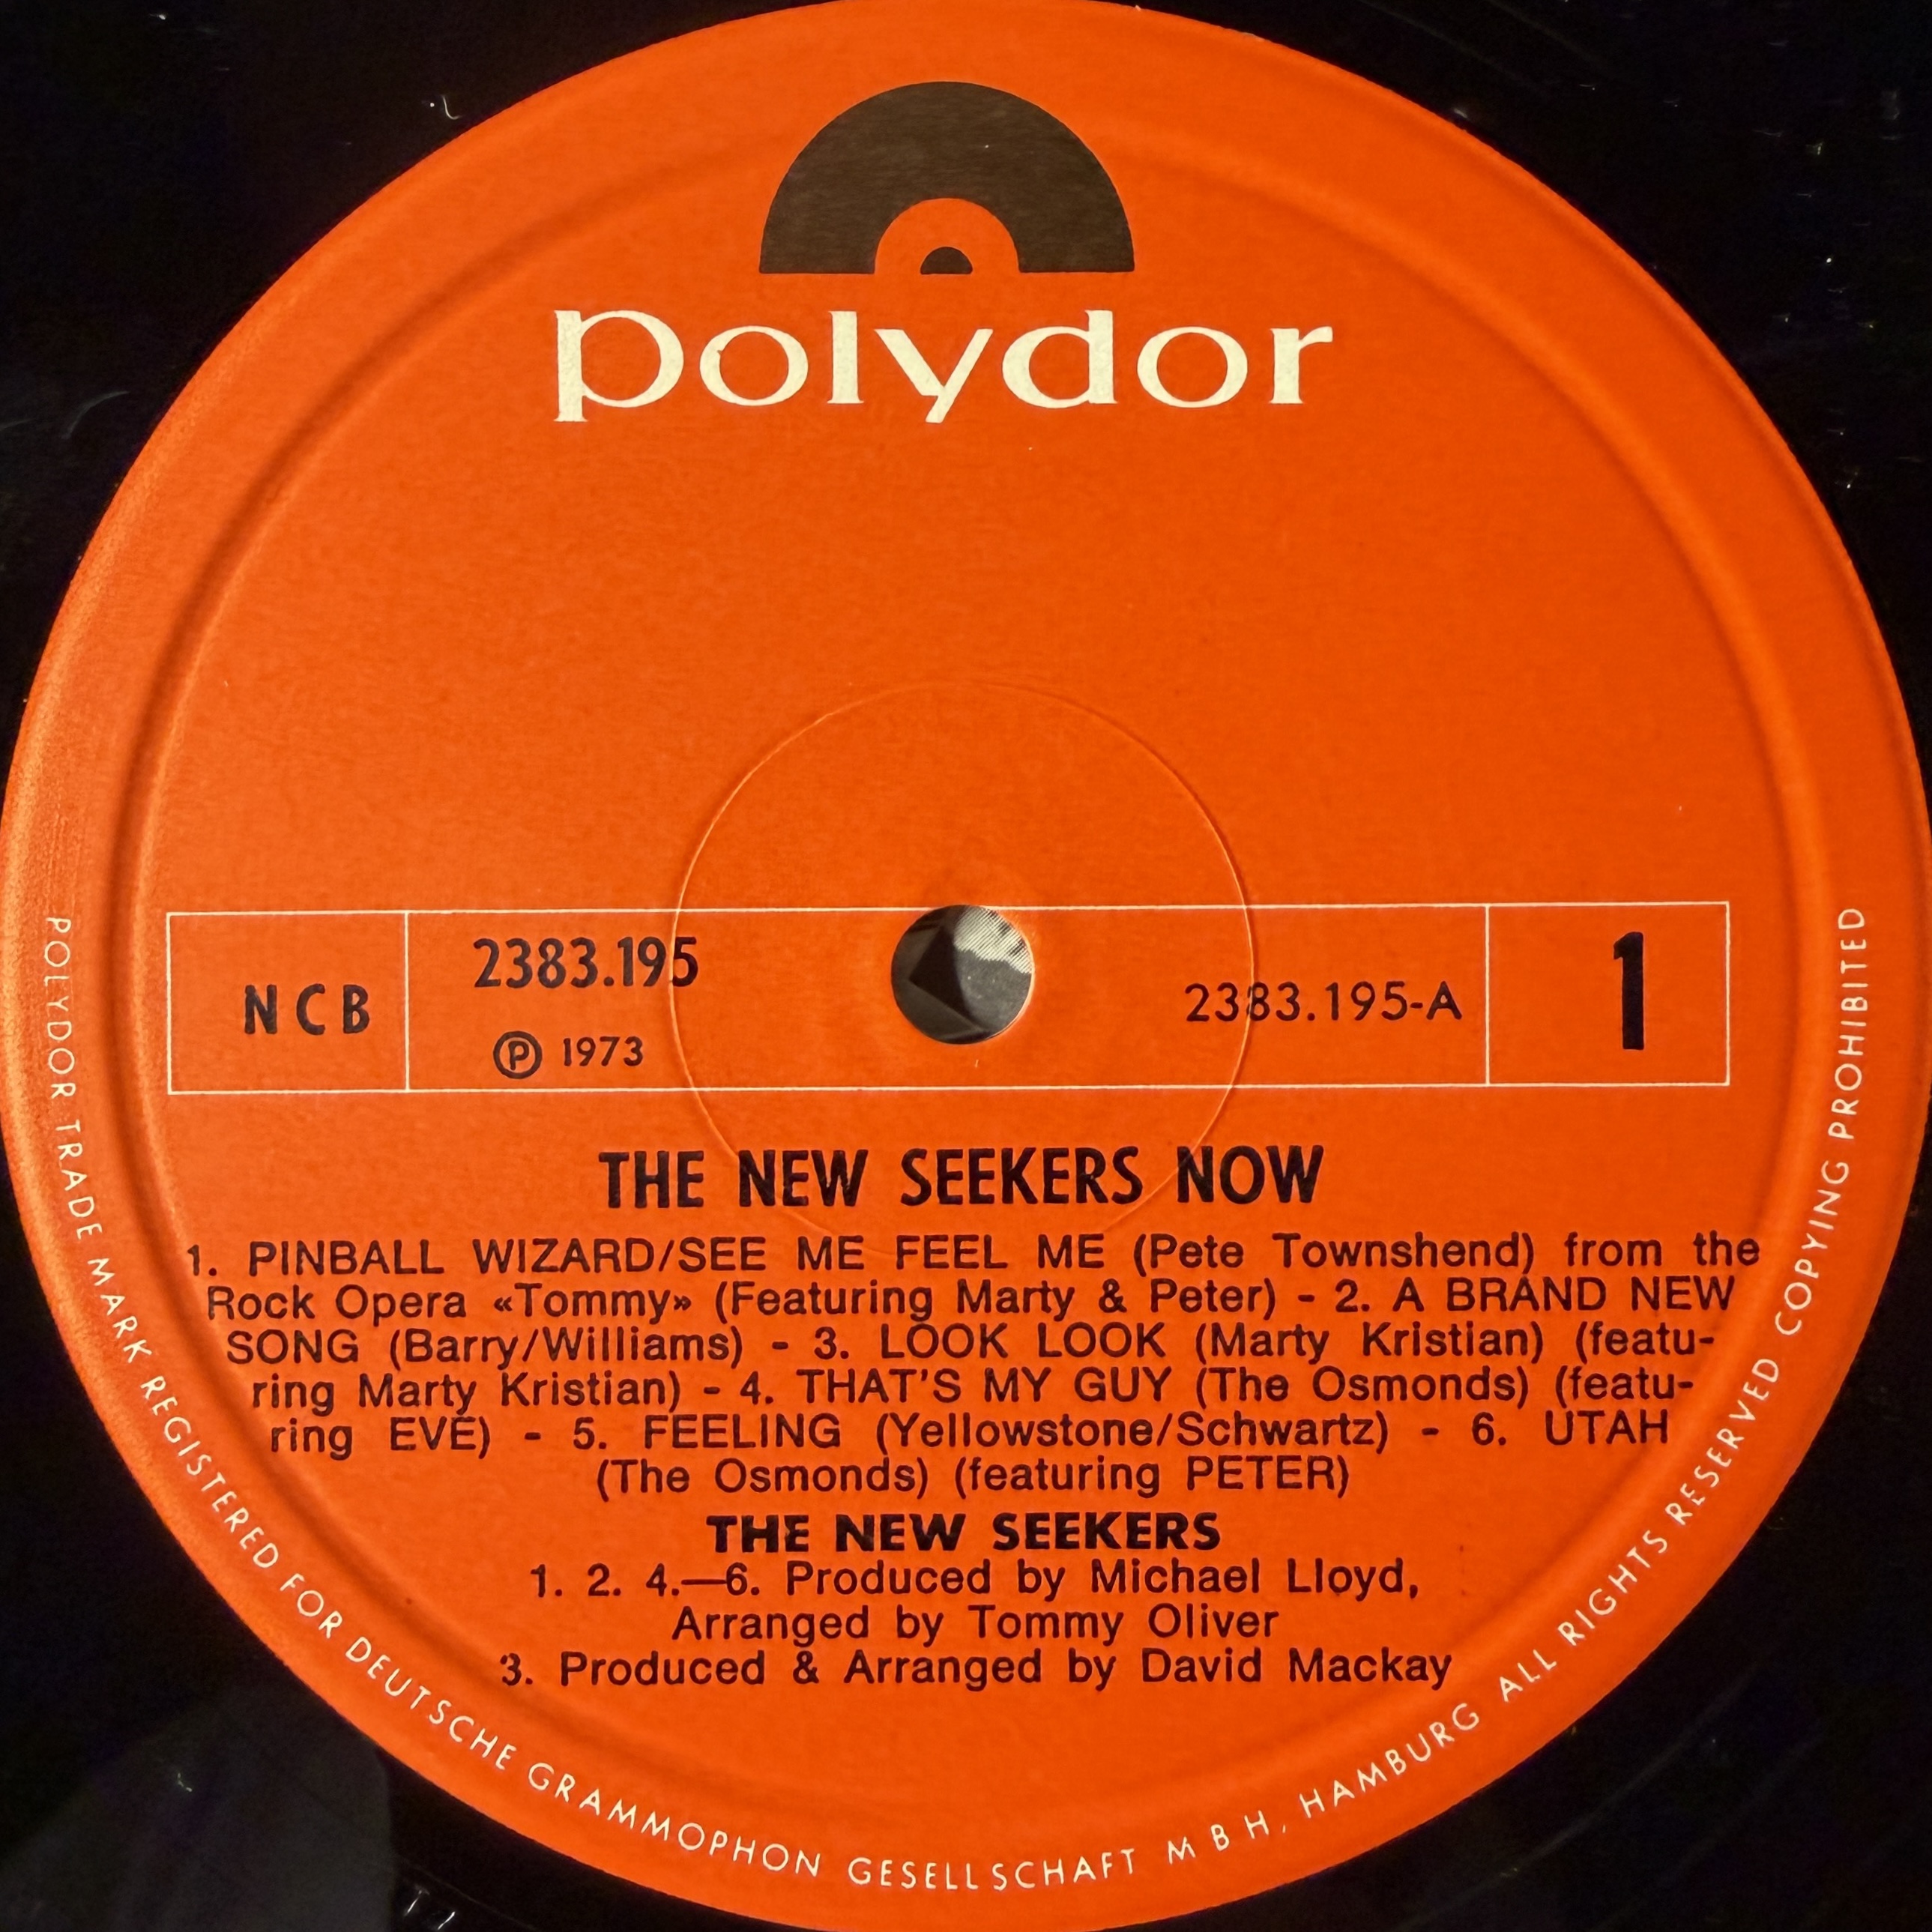 polydor
NCB
2383.195
℗ 1973
2383.195-A
1
THE NEW SEEKERS NOW
1. PINBALL WIZARD/SEE ME FEEL ME (Pete Townshend) from the
Rock Opera «Tommy» (Featuring Marty & Peter) - 2. A BRAND NEW
SONG (Barry/Williams) - 3. LOOK LOOK (Marty Kristian) (featu-
ring Marty Kristian) - 4. THAT'S MY GUY (The Osmonds) (featu-
ring EVE) - 5. FEELING (Yellowstone/Schwartz) - 6. UTAH
(The Osmonds) (featuring PETER)
THE NEW SEEKERS
1. 2. 4.—6. Produced by Michael Lloyd,
Arranged by Tommy Oliver
3. Produced & Arranged by David Mackay
POLYDOR TRADE MARK REGISTERED FOR DEUTSCHE GRAMMOPHON GESELLSCHAFT M B H, HAMBURG ALL RIGHTS RESERVED COPYING PROHIBITED